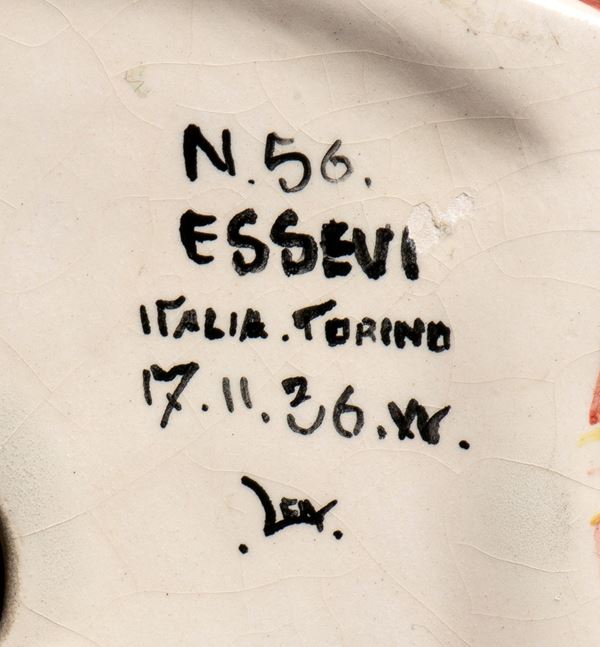 N. 56.
ESSEVI
ITALIA. TORINO
17.11.36.XV.
.Lea.